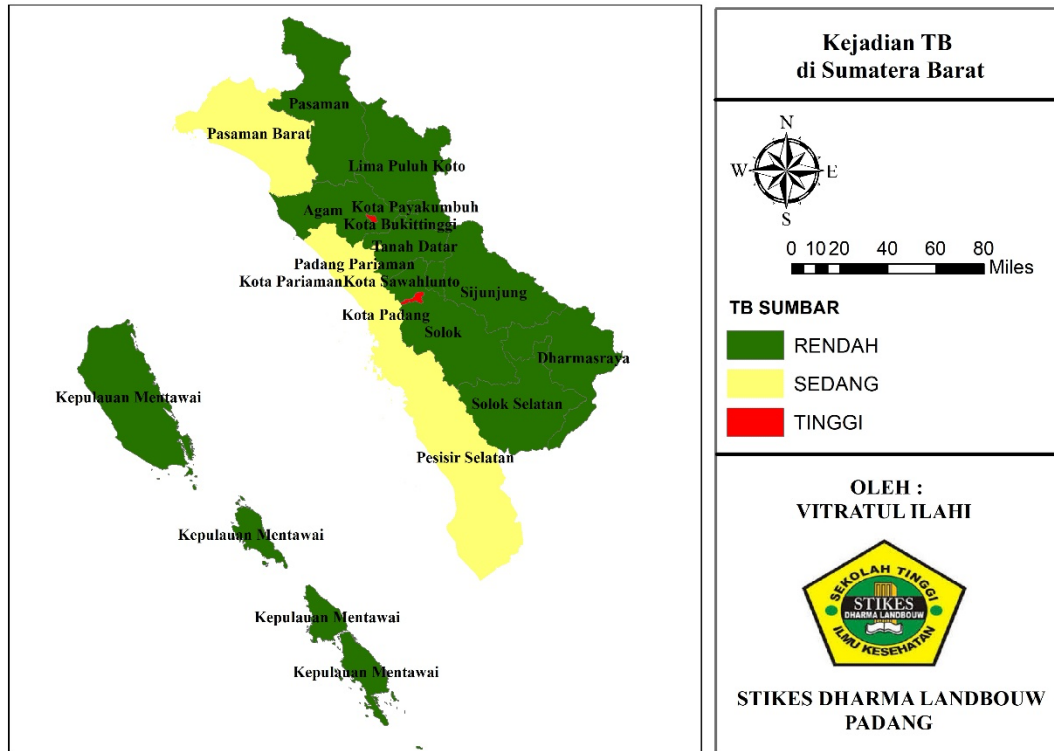 Pasaman
Pasaman Barat
Lima Puluh Koto
Agam
Kota Payakumbuh
Kota Bukittinggi
Tanah Datar
Padang Pariaman
Kota Pariaman
Kota Sawahlunto
Sijunjung
Kota Padang
Solok
Dharmasraya
Kepulauan Mentawai
Solok Selatan
Pesisir Selatan
Kepulauan Mentawai
Kepulauan Mentawai
Kepulauan Mentawai
Kejadian TB
di Sumatera Barat
N
W
E
S
0 10 20 40 60 80
Miles
TB SUMBAR
RENDAH
SEDANG
TINGGI
OLEH :
VITRATUL ILAHI
SEKOLAH TINGGI
STIKES
DHARMA LANDBOUW
ILMU KESEHATAN
STIKES DHARMA LANDBOUW
PADANG